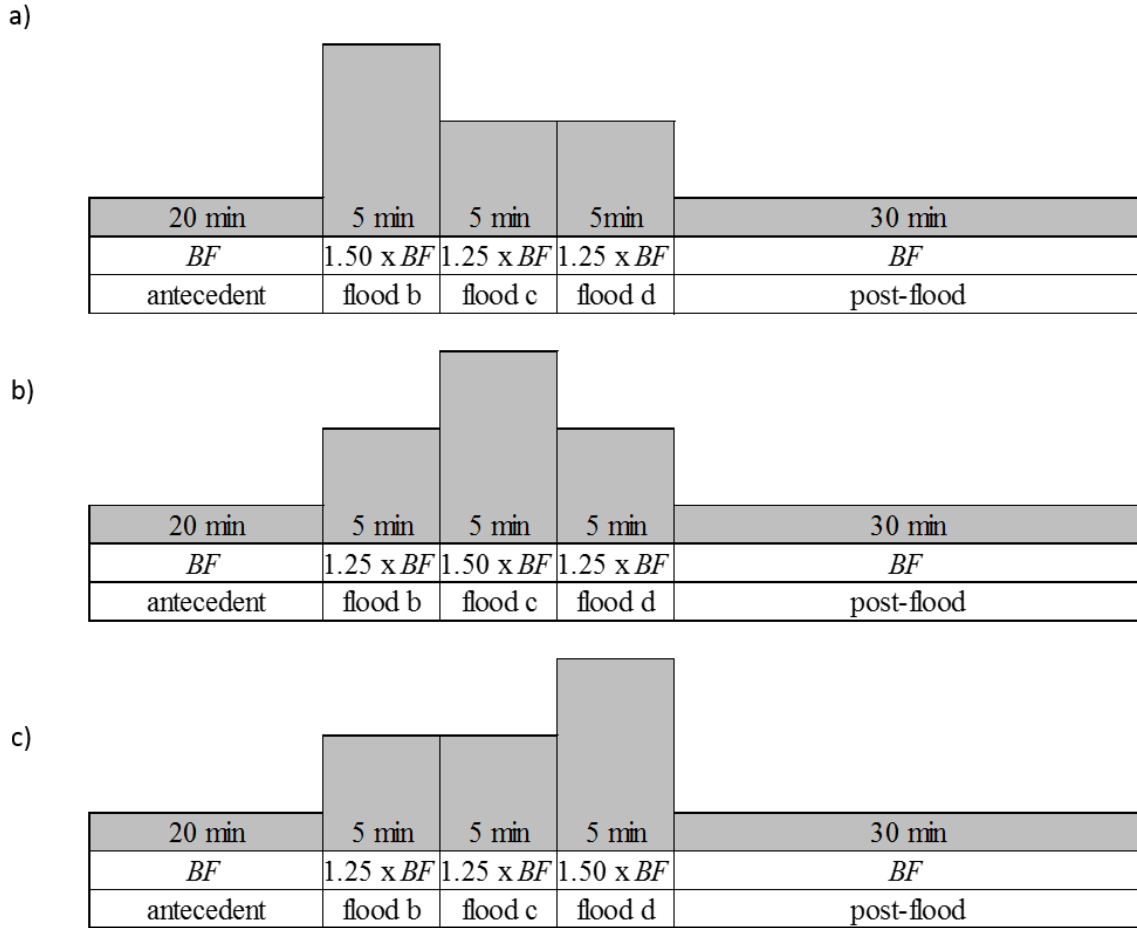 a)
20 min 5 min 5 min 5min 30 min
BF 1.50 x BF 1.25 x BF 1.25 x BF BF
antecedent flood b flood c flood d post-flood
b)
20 min 5 min 5 min 5 min 30 min
BF 1.25 x BF 1.50 x BF 1.25 x BF BF
antecedent flood b flood c flood d post-flood
c)
20 min 5 min 5 min 5 min 30 min
BF 1.25 x BF 1.25 x BF 1.50 x BF BF
antecedent flood b flood c flood d post-flood